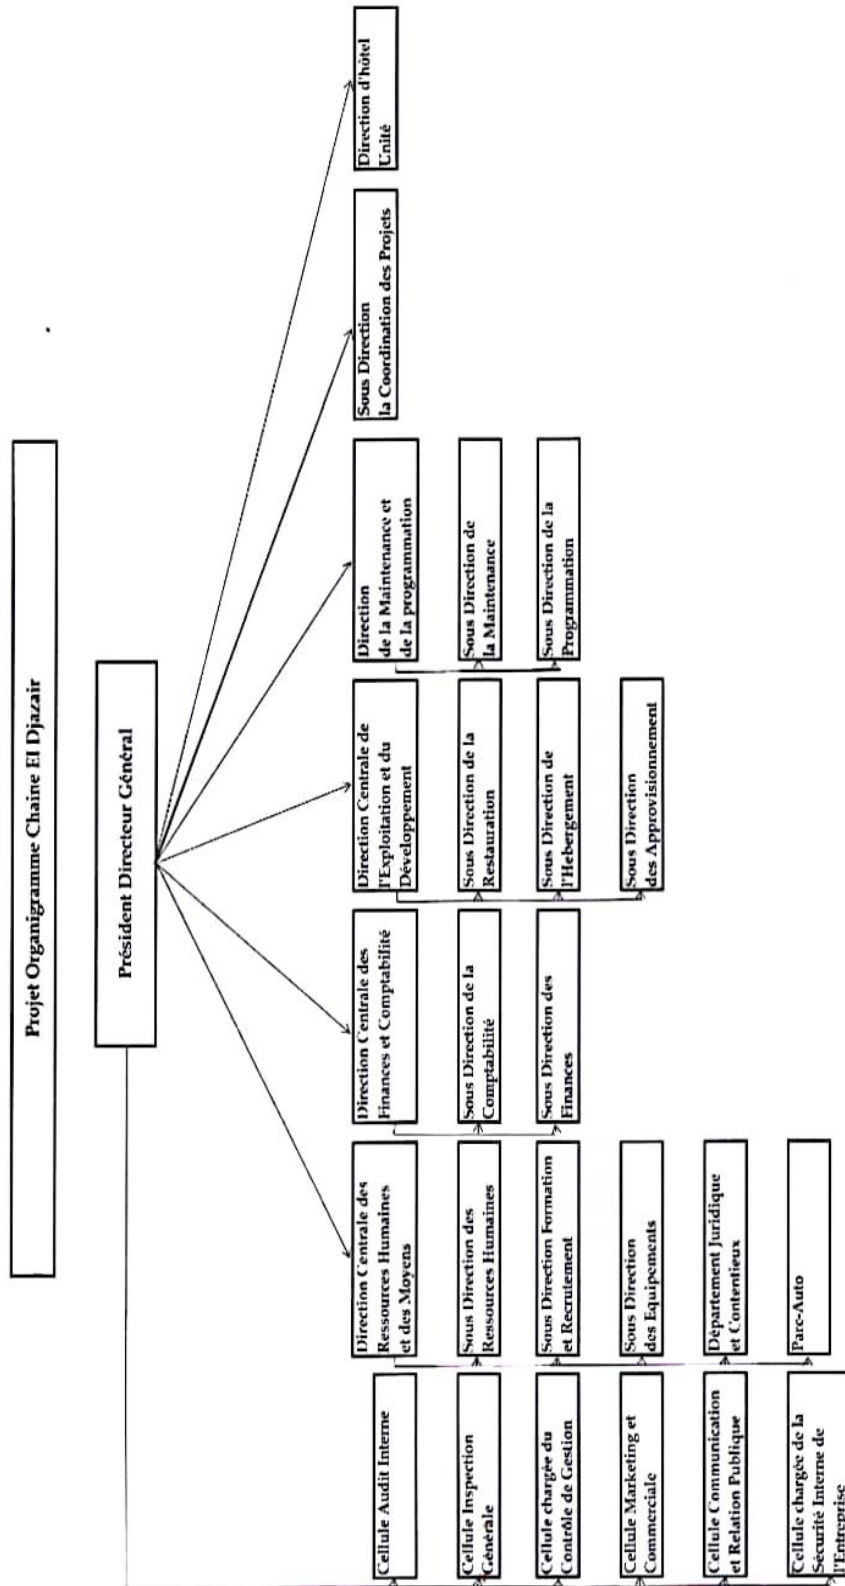 Projet Organigramme Chaine El Djazair
Président Directeur Général
Cellule Audit Interne
Cellule Inspection
Générale
Cellule chargée du
Contrôle de Gestion
Cellule Marketing et
Commerciale
Cellule Communication
et Relation Publique
Cellule chargée de la
Sécurité Interne de
l'Entreprise
Direction Centrale des
Ressources Humaines
et des Moyens
Sous Direction des
Ressources Humaines
Sous Direction Formation
et Recrutement
Sous Direction
des Equipements
Département Juridique
et Contentieux
Parc-Auto
Direction Centrale des
Finances et Comptabilité
Sous Direction de la
Comptabilité
Sous Direction des
Finances
Direction Centrale de
l'Exploitation et du
Développement
Sous Direction de la
Restauration
Sous Direction de
l'Hebergement
Sous Direction
des Approvisionnement
Direction
de la Maintenance et
de la programmation
Sous Direction de
la Maintenance
Sous Direction de la
Programmation
Sous Direction
la Coordination des Projets
Direction d'hôtel
Unité